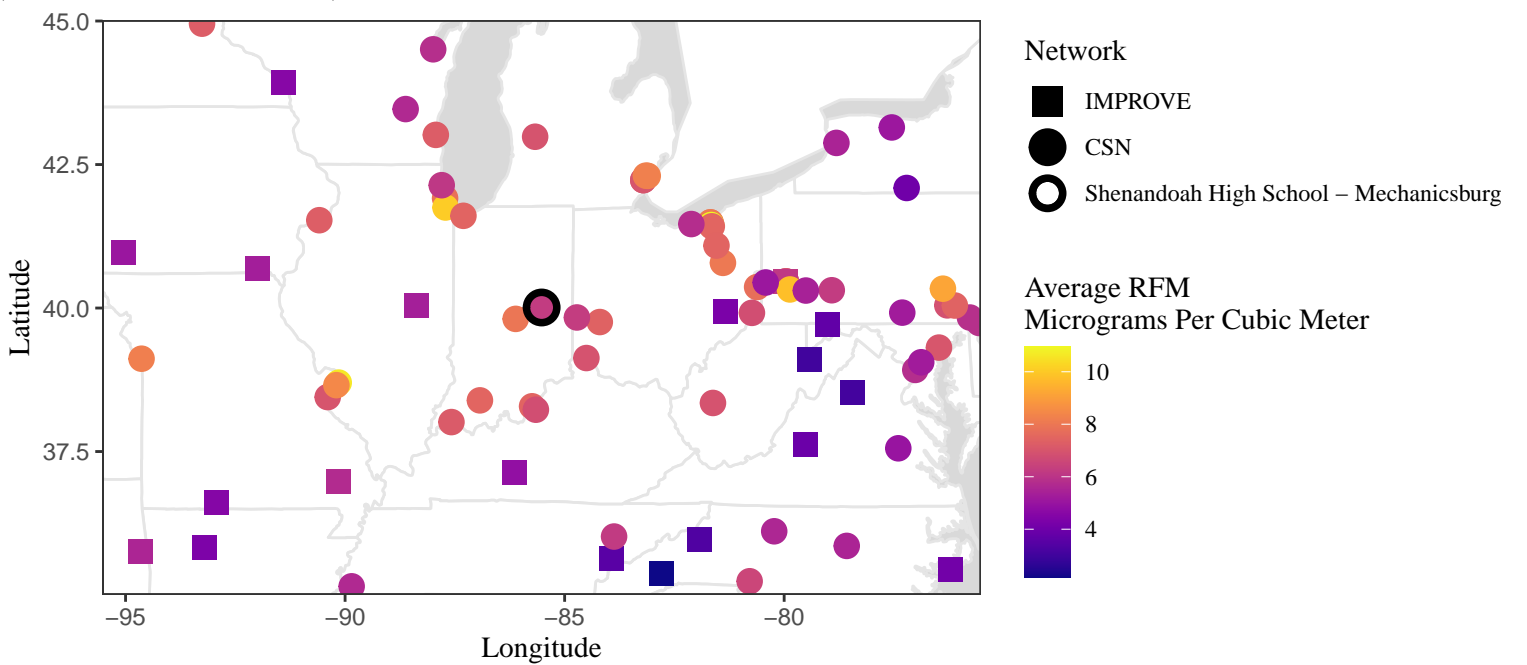 45.0
42.5
40.0
37.5
Latitude
−95
−90
−85
−80
Longitude
Network
IMPROVE
CSN
Shenandoah High School − Mechanicsburg
Average RFM
Micrograms Per Cubic Meter
10
8
6
4